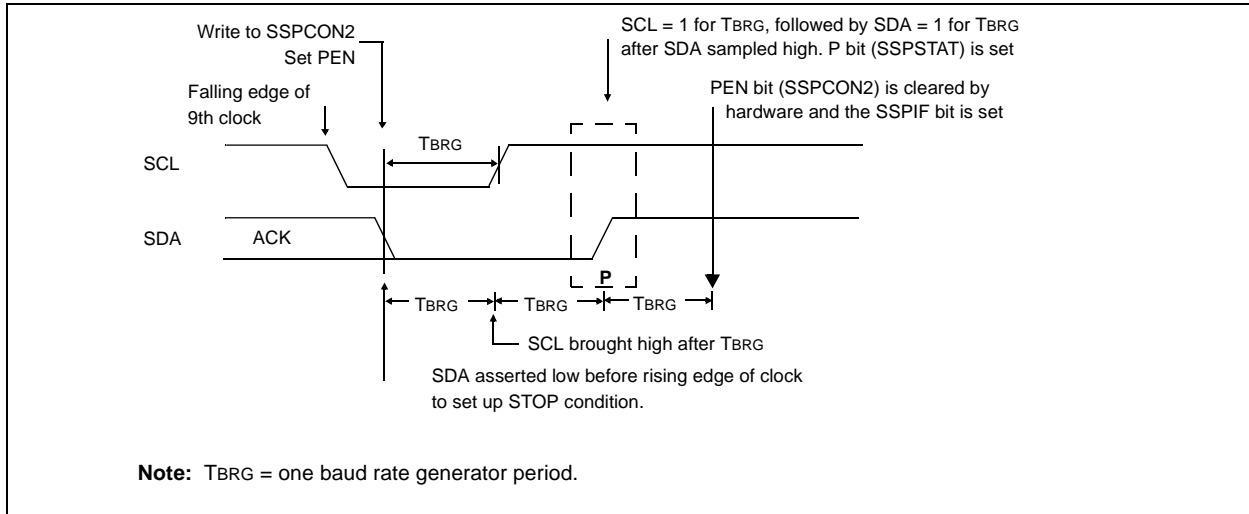 Write to SSPCON2
Set PEN
SCL = 1 for TBRG, followed by SDA = 1 for TBRG
after SDA sampled high. P bit (SSPSTAT) is set
Falling edge of
9th clock
PEN bit (SSPCON2) is cleared by
hardware and the SSPIF bit is set
TBRG
SCL
SDA
ACK
P
TBRG
TBRG
TBRG
SCL brought high after TBRG
SDA asserted low before rising edge of clock
to set up STOP condition.
Note: TBRG = one baud rate generator period.